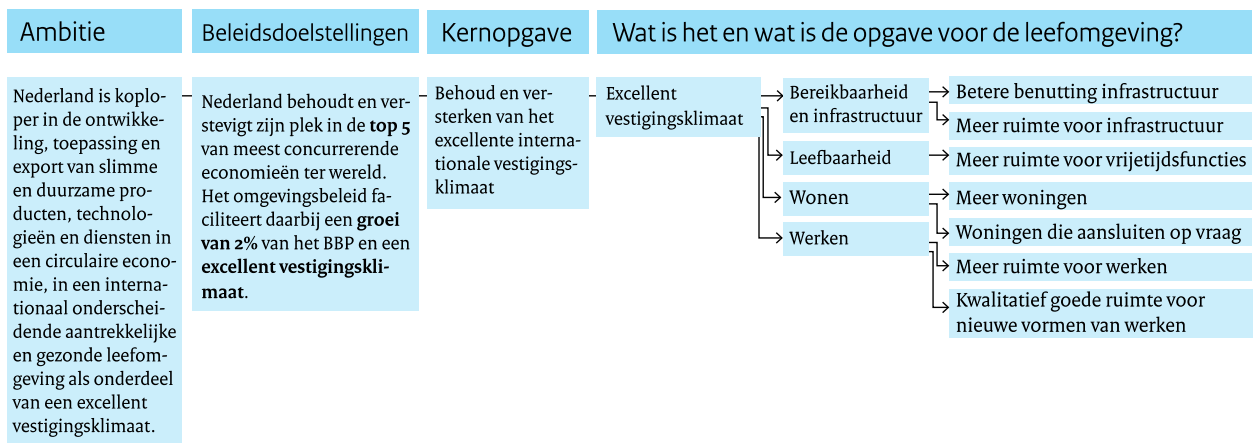 Ambitie
Beleidsdoelstellingen
Kernopgave
Wat is het en wat is de opgave voor de leefomgeving?
Nederland is koplo-
per in de ontwikke-
ling, toepassing en
export van slimme
en duurzame pro-
ducten, technolo-
gieën en diensten in
een circulaire econo-
mie, in een interna-
tionaal onderschei-
dende aantrekkelijke
en gezonde leefom-
geving als onderdeel
van een excellent
vestigingsklimaat.
Nederland behoudt en ver-
stevigt zijn plek in de top 5
van meest concurrerende
economieën ter wereld.
Het omgevingsbeleid fa-
ciliteert daarbij een groei
van 2% van het BBP en een
excellent vestigingskli-
maat.
Behoud en ver-
sterken van het
excellente interna-
tionale vestigings-
klimaat
Excellent
vestigingsklimaat
Bereikbaarheid
en infrastructuur
Leefbaarheid
Wonen
Werken
Betere benutting infrastructuur
Meer ruimte voor infrastructuur
Meer ruimte voor vrijetijdsfuncties
Meer woningen
Woningen die aansluiten op vraag
Meer ruimte voor werken
Kwalitatief goede ruimte voor
nieuwe vormen van werken